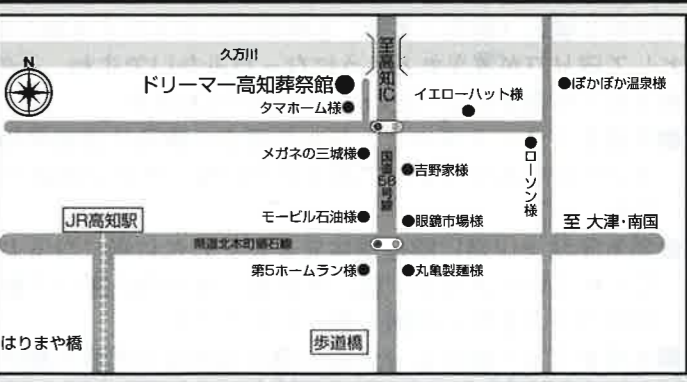 久万川
至高知IC
N
ドリーマー高知葬祭館
タマホーム様
イエローハット様
ぽかぽか温泉様
メガネの三城様
国道56号線
吉野家様
ローソン様
JR高知駅
モービル石油様
眼鏡市場様
至 大津・南国
県道北本町領石線
第5ホームラン様
丸亀製麺様
はりまや橋
歩道橋